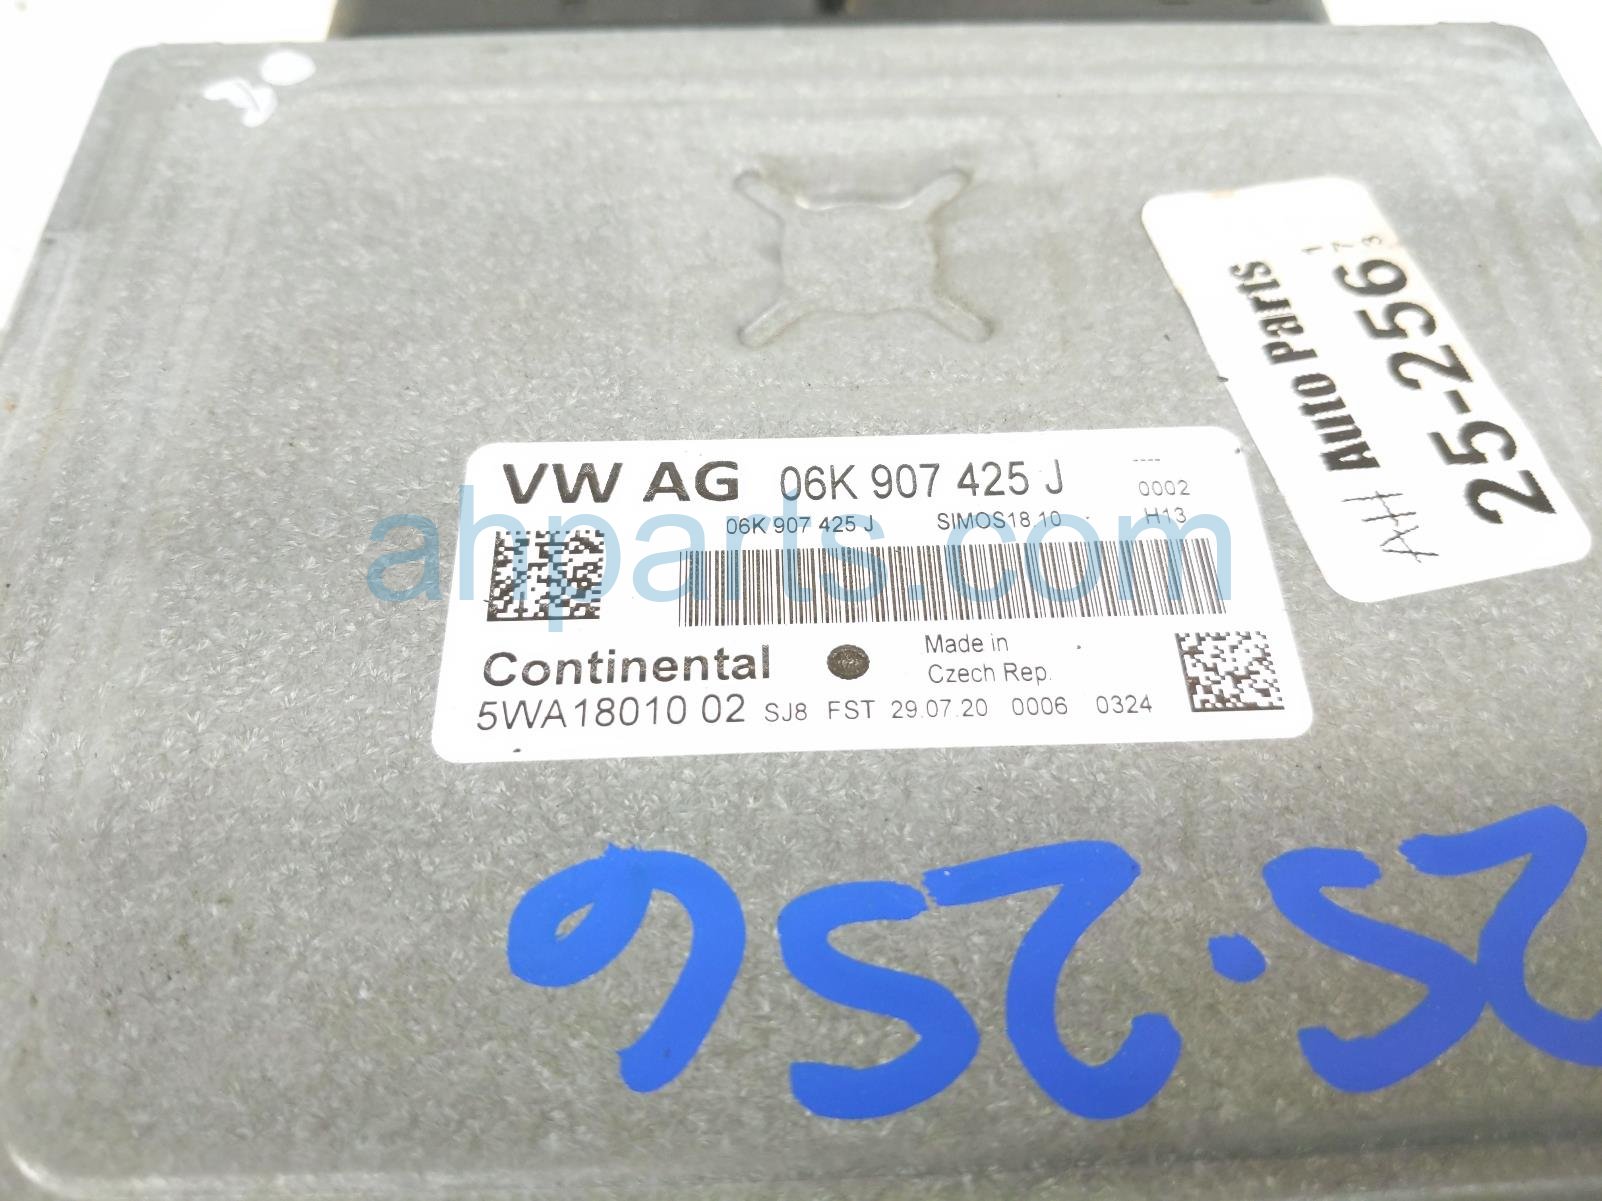 VW AG 06K 907 425 J
----
0002
06K 907 425 J SIMOS18.10 H13
Continental
Made in
Czech Rep.
5WA18010 02 SJ8 FST 29.07.20 0006 0324
AH Auto Parts
25-256
173
25.256
ahparts.com